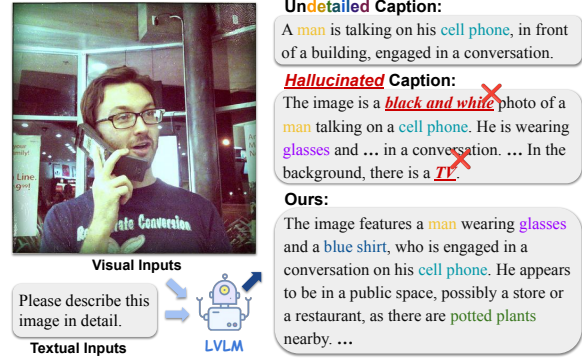 Undetailed Caption:
A man is talking on his cell phone, in front
of a building, engaged in a conversation.
Hallucinated Caption:
The image is a black and white photo of a
man talking on a cell phone. He is wearing
glasses and ... in a conversation. ... In the
background, there is a TV.
Ours:
The image features a man wearing glasses
and a blue shirt, who is engaged in a
conversation on his cell phone. He appears
to be in a public space, possibly a store or
a restaurant, as there are potted plants
nearby. ...
family!
Line.
Rate Conversion
Visual Inputs
Please describe this
image in detail.
Textual Inputs
LVLM